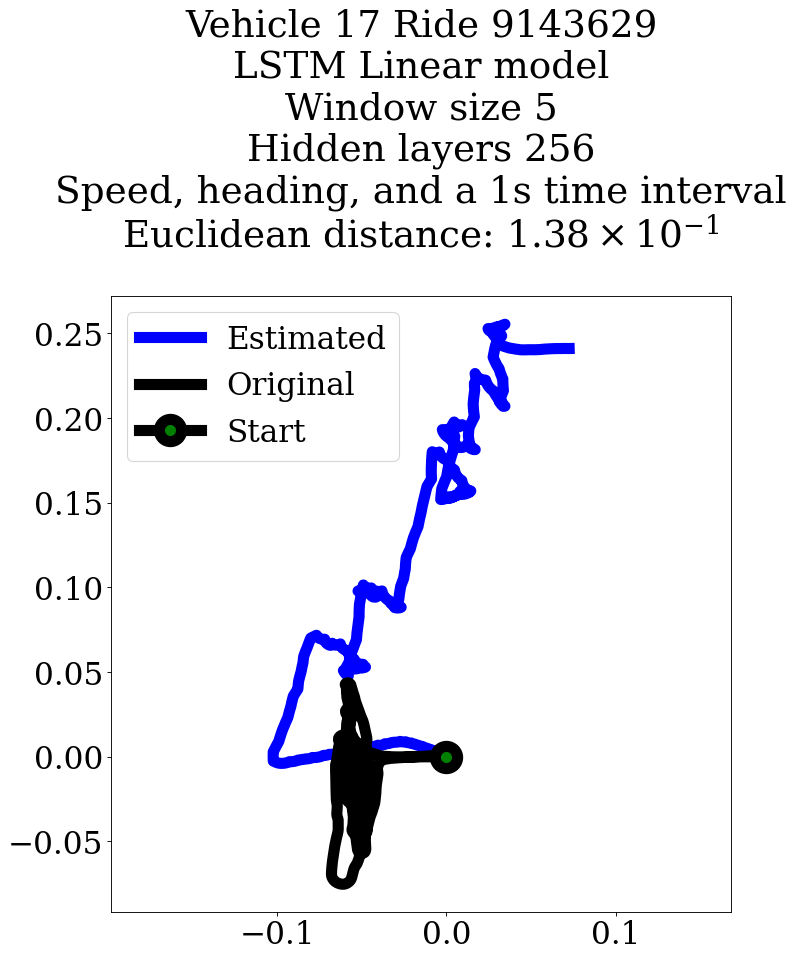 Vehicle 17 Ride 9143629
LSTM Linear model
Window size 5
Hidden layers 256
Speed, heading, and a 1s time interval
Euclidean distance: 1.38 × 10⁻¹
Estimated
Original
Start
0.25
0.20
0.15
0.10
0.05
0.00
−0.05
−0.1 0.0 0.1